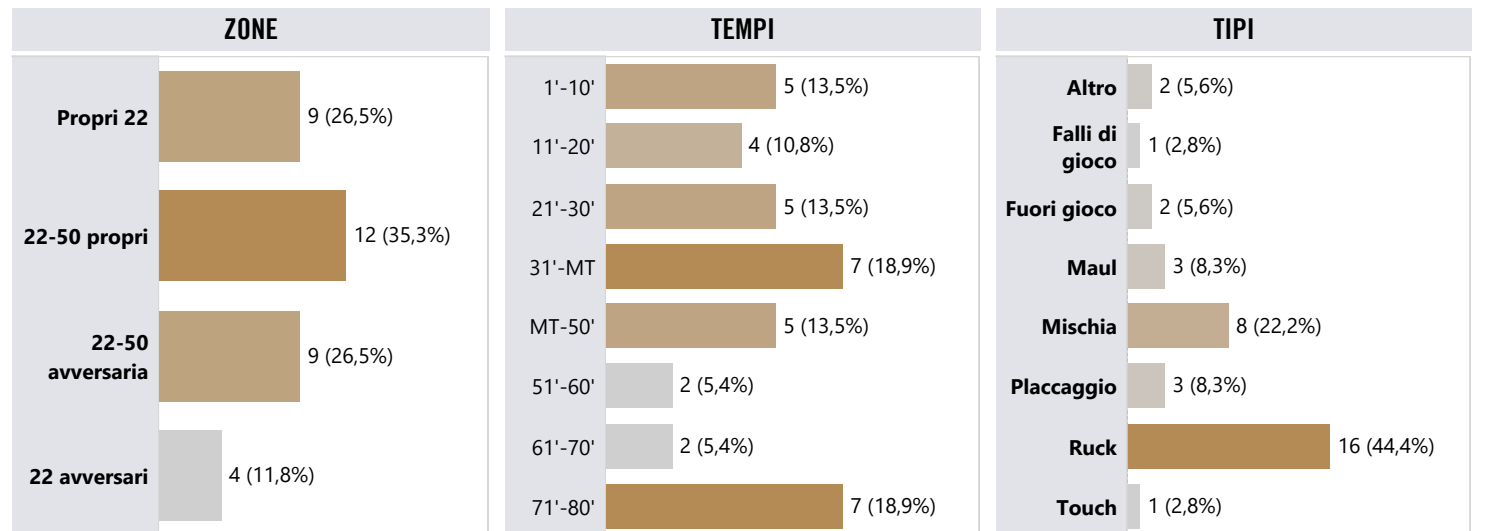 ZONE
Propri 22
9 (26,5%)
22-50 propri
12 (35,3%)
22-50
avversaria
9 (26,5%)
22 avversari
4 (11,8%)
TEMPI
1'-10'
5 (13,5%)
11'-20'
4 (10,8%)
21'-30'
5 (13,5%)
31'-MT
7 (18,9%)
MT-50'
5 (13,5%)
51'-60'
2 (5,4%)
61'-70'
2 (5,4%)
71'-80'
7 (18,9%)
TIPI
Altro
2 (5,6%)
Falli di
gioco
1 (2,8%)
Fuori gioco
2 (5,6%)
Maul
3 (8,3%)
Mischia
8 (22,2%)
Placcaggio
3 (8,3%)
Ruck
16 (44,4%)
Touch
1 (2,8%)